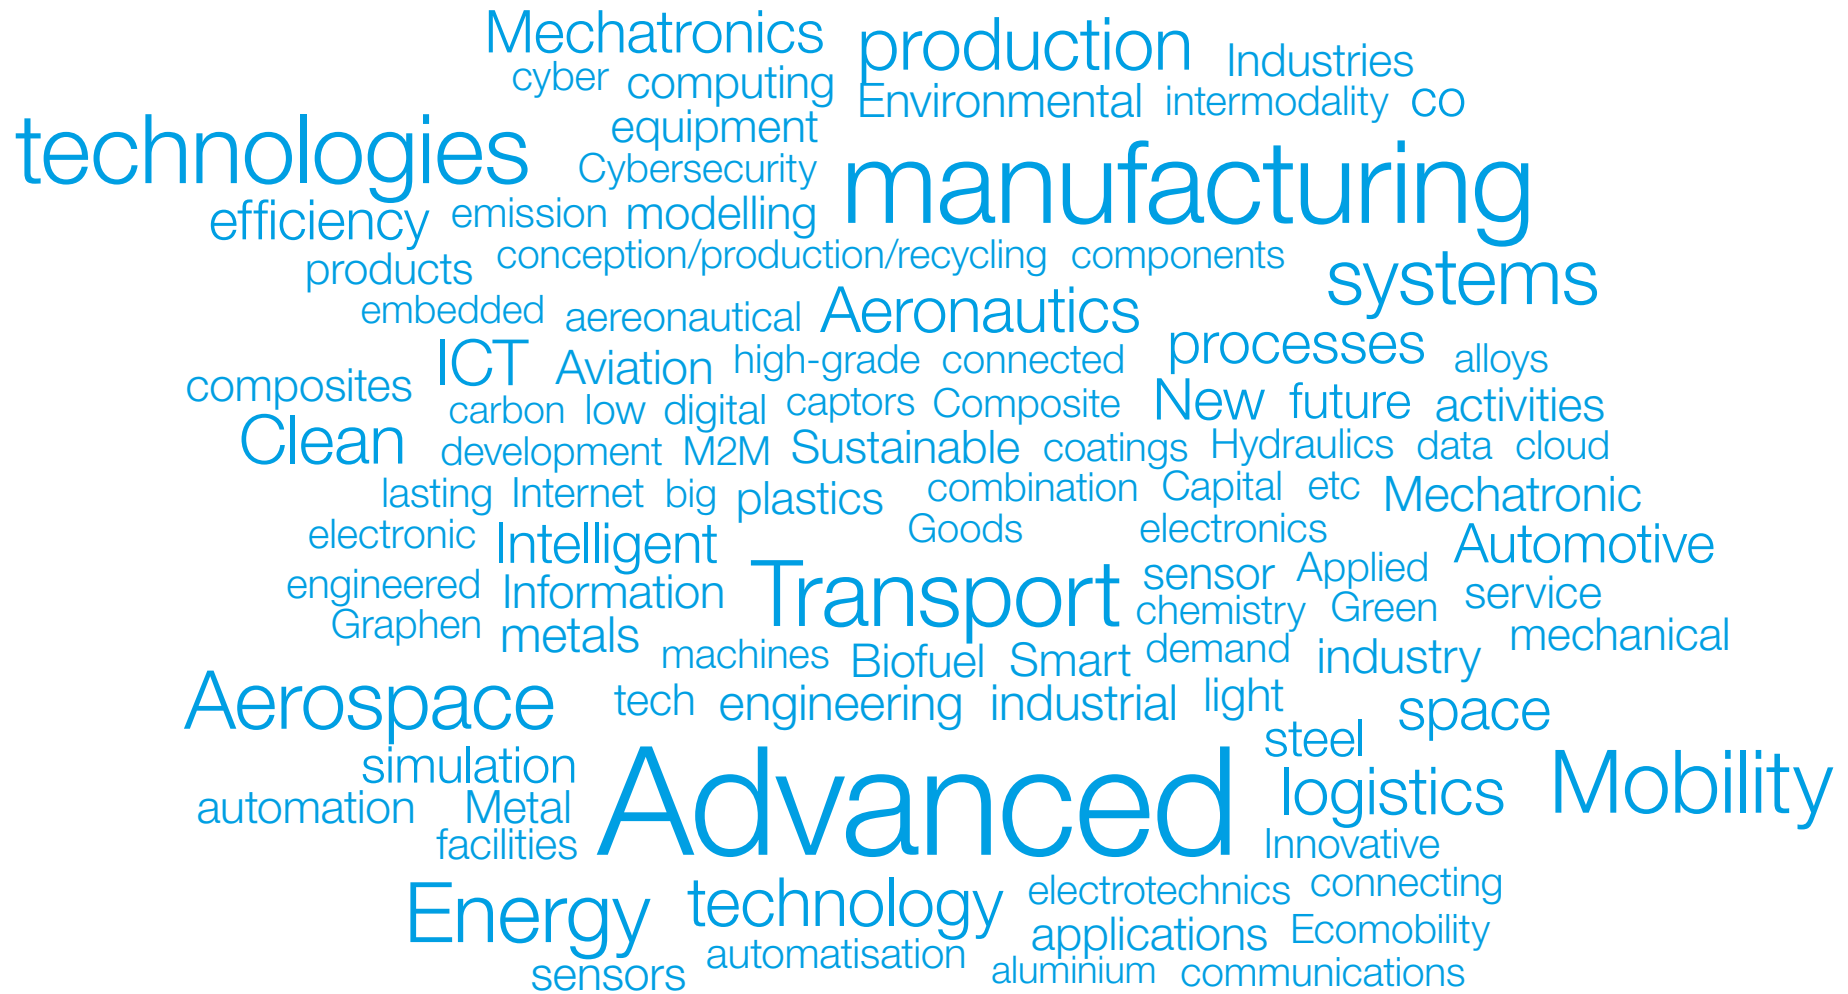 Mechatronics production Industries
cyber computing Environmental intermodality co
technologies equipment
Cybersecurity manufacturing
efficiency emission modelling
products conception/production/recycling components systems
embedded aereonautical Aeronautics
composites ICT Aviation high-grade connected processes alloys
carbon low digital captors Composite New future activities
Clean development M2M Sustainable coatings Hydraulics data cloud
lasting Internet big plastics combination Capital etc Mechatronic
electronic Intelligent Goods electronics Automotive
engineered Information Transport sensor Applied service
Graphen metals chemistry Green mechanical
machines Biofuel Smart demand industry
Aerospace tech engineering industrial light space
simulation steel
automation Metal Advanced logistics Mobility
facilities Innovative
Energy technology electrotechnics connecting
automatisation applications Ecomobility
sensors aluminium communications